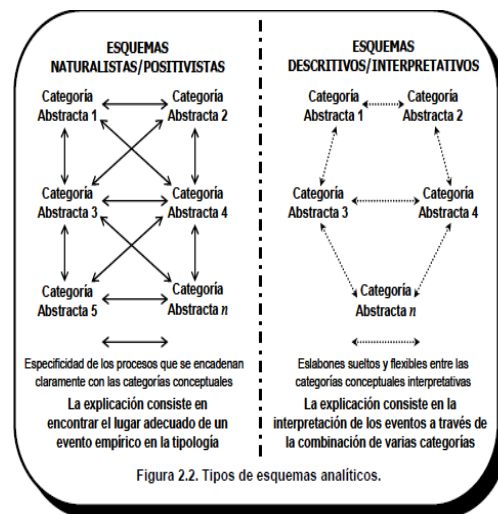 ESQUEMAS
NATURALISTAS/POSITIVISTAS
Categoría
Abstracta 1
Categoría
Abstracta 2
Categoría
Abstracta 3
Categoría
Abstracta 4
Categoría
Abstracta 5
Categoría
Abstracta n
Especificidad de los procesos que se encadenan
claramente con las categorías conceptuales
La explicación consiste en
encontrar el lugar adecuado de un
evento empírico en la tipología
ESQUEMAS
DESCRITIVOS/INTERPRETATIVOS
Categoría
Abstracta 1
Categoría
Abstracta 2
Categoría
Abstracta 3
Categoría
Abstracta 4
Categoría
Abstracta n
Eslabones sueltos y flexibles entre las
categorías conceptuales interpretativas
La explicación consiste en la
interpretación de los eventos a través de
la combinación de varias categorías
Figura 2.2. Tipos de esquemas analíticos.